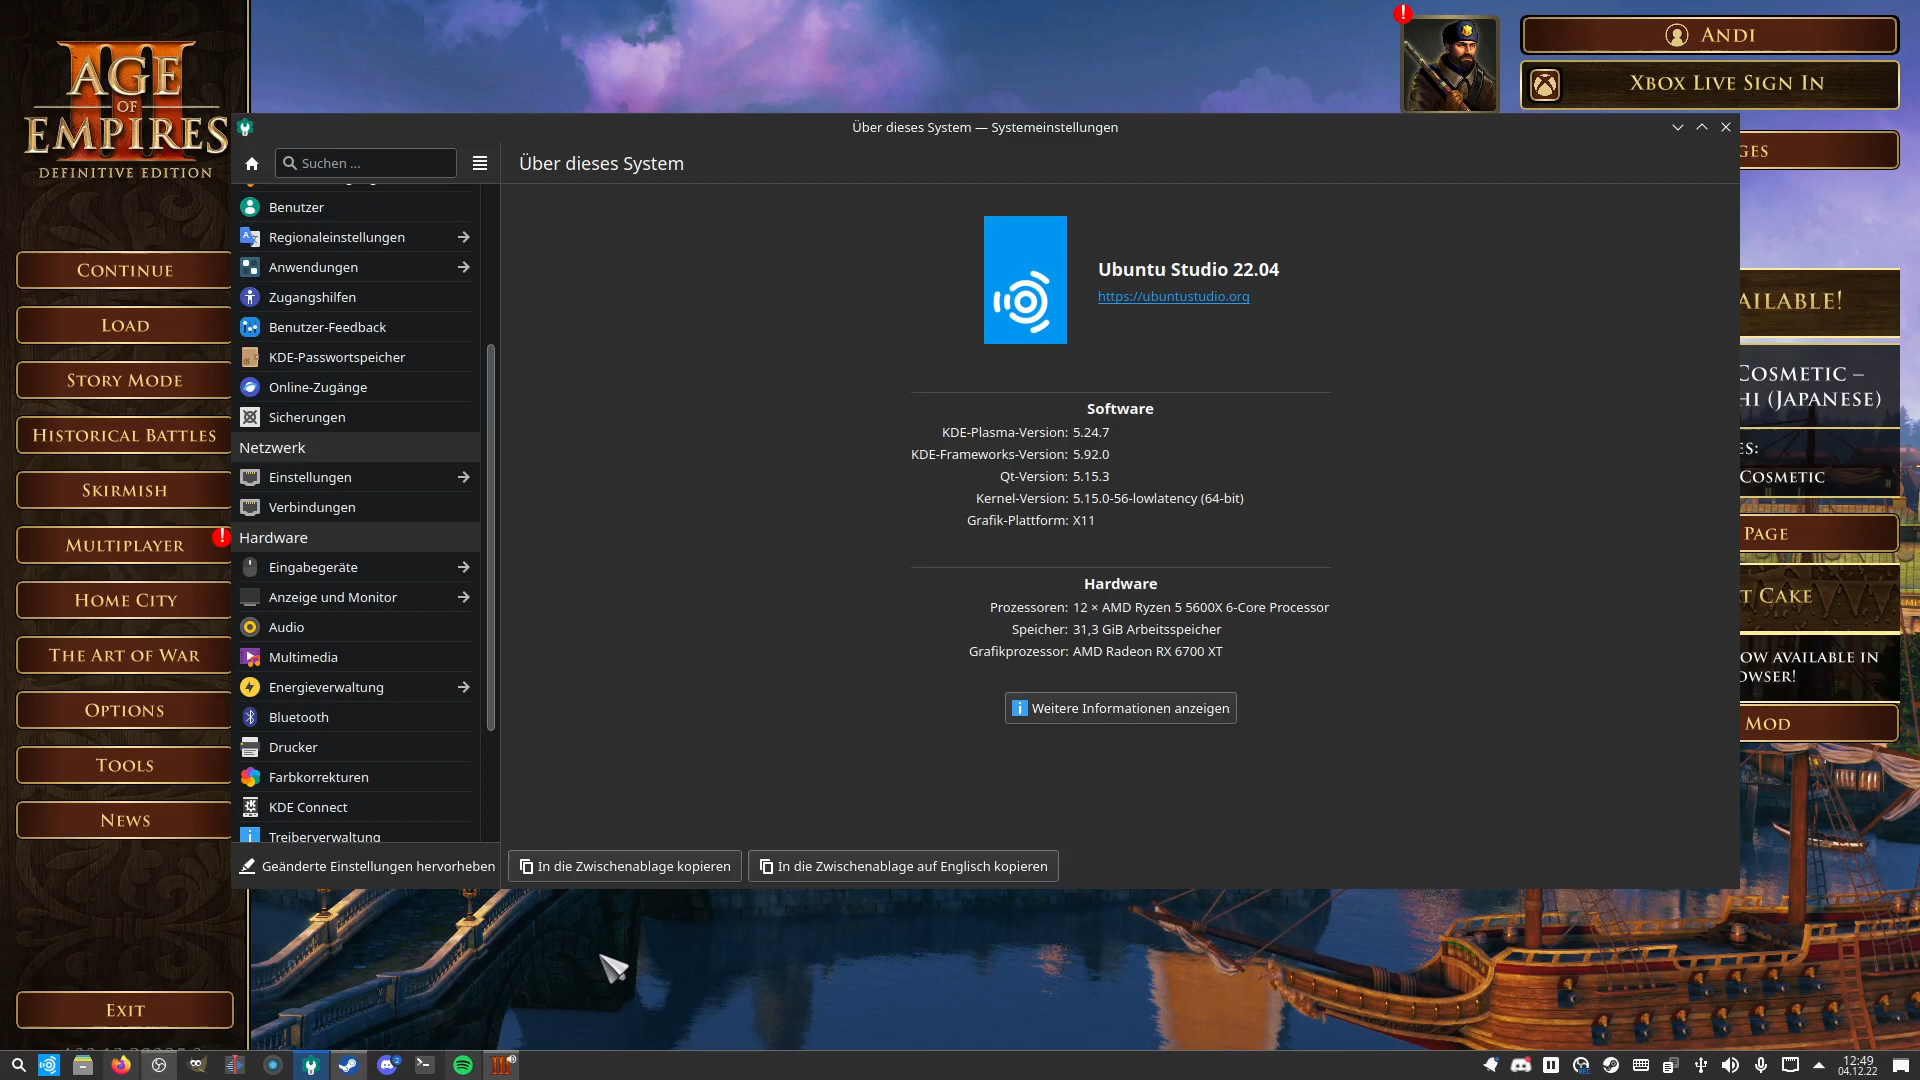 AGE
OF
EMPIRES
III
DEFINITIVE EDITION
CONTINUE
LOAD
STORY MODE
HISTORICAL BATTLES
SKIRMISH
MULTIPLAYER
HOME CITY
THE ART OF WAR
OPTIONS
TOOLS
NEWS
EXIT
!
!
ANDI
XBOX LIVE SIGN IN
GES
AILABLE!
COSMETIC –
HI (JAPANESE)
ES:
COSMETIC
PAGE
T CAKE
OW AVAILABLE IN
OWSER!
MOD
Über dieses System — Systemeinstellungen
Suchen ...
Über dieses System
Benutzer
Regionaleinstellungen
Anwendungen
Zugangshilfen
Benutzer-Feedback
KDE-Passwortspeicher
Online-Zugänge
Sicherungen
Netzwerk
Einstellungen
Verbindungen
Hardware
Eingabegeräte
Anzeige und Monitor
Audio
Multimedia
Energieverwaltung
Bluetooth
Drucker
Farbkorrekturen
KDE Connect
Treiberverwaltung
Geänderte Einstellungen hervorheben
Ubuntu Studio 22.04
https://ubuntustudio.org
Software
KDE-Plasma-Version: 5.24.7
KDE-Frameworks-Version: 5.92.0
Qt-Version: 5.15.3
Kernel-Version: 5.15.0-56-lowlatency (64-bit)
Grafik-Plattform: X11
Hardware
Prozessoren: 12 × AMD Ryzen 5 5600X 6-Core Processor
Speicher: 31,3 GiB Arbeitsspeicher
Grafikprozessor: AMD Radeon RX 6700 XT
Weitere Informationen anzeigen
In die Zwischenablage kopieren
In die Zwischenablage auf Englisch kopieren
12:49
04.12.22